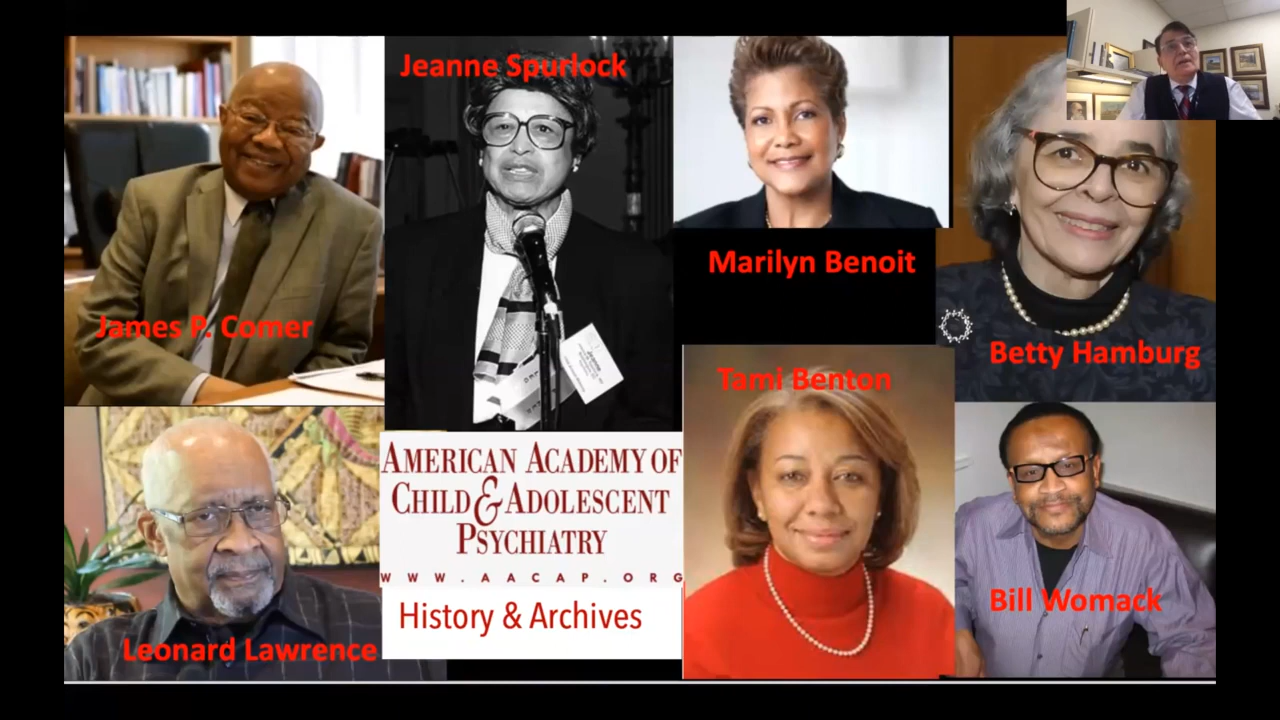 Jeanne Spurlock
Marilyn Benoit
James P. Comer
Betty Hamburg
Tami Benton
AMERICAN ACADEMY OF
CHILD & ADOLESCENT
PSYCHIATRY
WWW.AACAP.ORG
History & Archives
Bill Womack
Leonard Lawrence